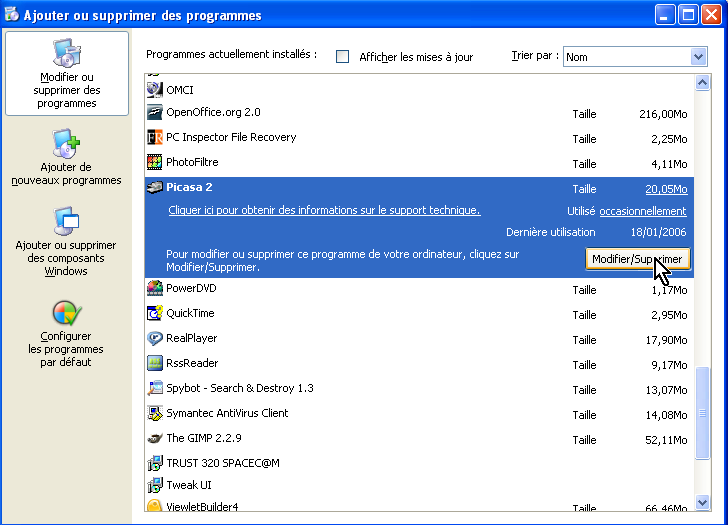 Ajouter ou supprimer des programmes
Modifier ou
supprimer des
programmes
Ajouter de
nouveaux programmes
Ajouter ou supprimer
des composants
Windows
Configurer
les programmes
par défaut
Programmes actuellement installés :
Afficher les mises à jour
Trier par :
Nom
OMCI
OpenOffice.org 2.0 Taille 216,00Mo
PC Inspector File Recovery Taille 2,25Mo
PhotoFiltre Taille 4,11Mo
Picasa 2 Taille 20,05Mo
Cliquer ici pour obtenir des informations sur le support technique. Utilisé occasionnellement
Dernière utilisation 18/01/2006
Pour modifier ou supprimer ce programme de votre ordinateur, cliquez sur
Modifier/Supprimer.
Modifier/Supprimer
PowerDVD Taille 1,17Mo
QuickTime Taille 2,95Mo
RealPlayer Taille 17,90Mo
RssReader Taille 9,17Mo
Spybot - Search & Destroy 1.3 Taille 13,07Mo
Symantec AntiVirus Client Taille 14,08Mo
The GIMP 2.2.9 Taille 52,11Mo
TRUST 320 SPACEC@M
Tweak UI
ViewletBuilder4 Taille 66,46Mo